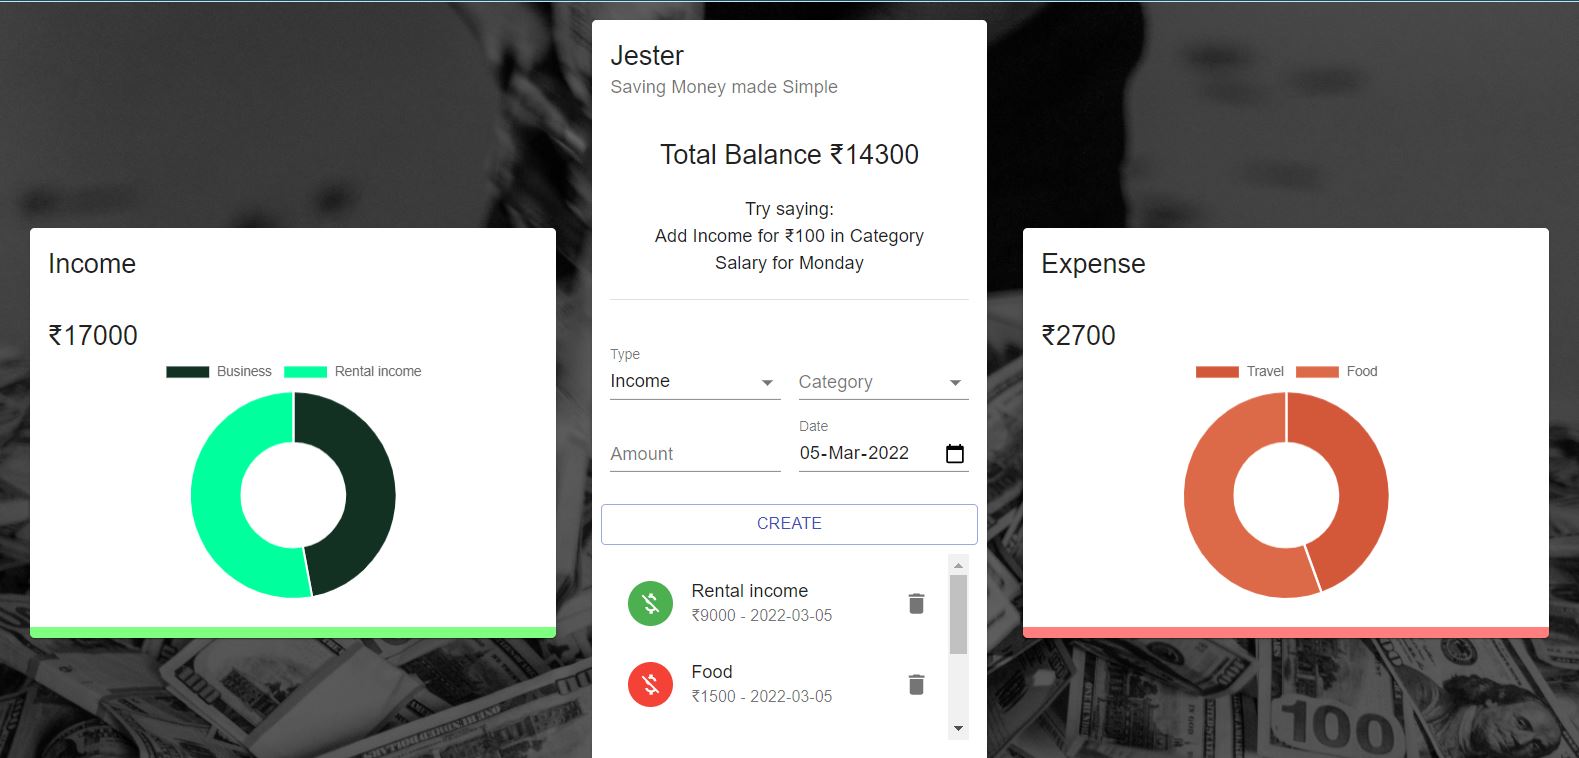 Jester
Saving Money made Simple
Total Balance ₹14300
Try saying:
Add Income for ₹100 in Category
Salary for Monday
Income
₹17000
Business
Rental income
Type
Income
Category
Amount
Date
05-Mar-2022
CREATE
Rental income
₹9000 - 2022-03-05
Food
₹1500 - 2022-03-05
Expense
₹2700
Travel
Food
100